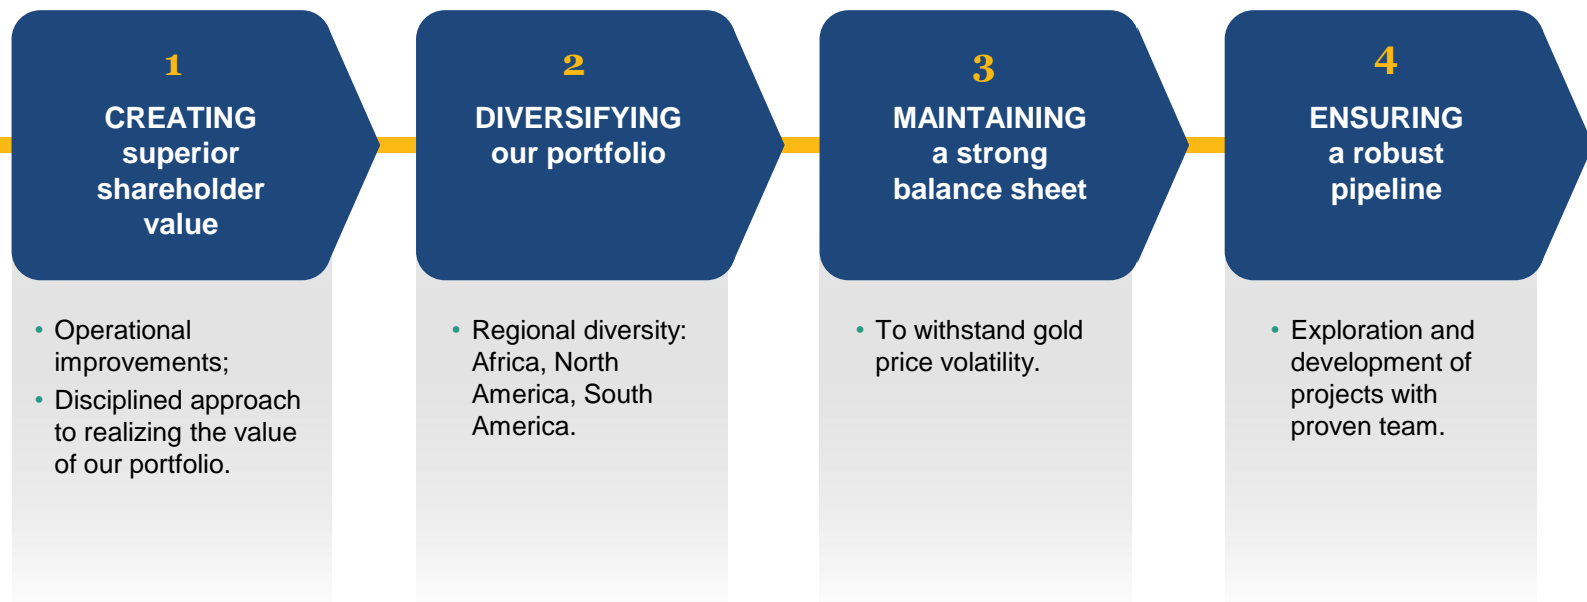 1
CREATING
superior
shareholder
value
• Operational
improvements;
• Disciplined approach
to realizing the value
of our portfolio.
2
DIVERSIFYING
our portfolio
• Regional diversity:
Africa, North
America, South
America.
3
MAINTAINING
a strong
balance sheet
• To withstand gold
price volatility.
4
ENSURING
a robust
pipeline
• Exploration and
development of
projects with
proven team.